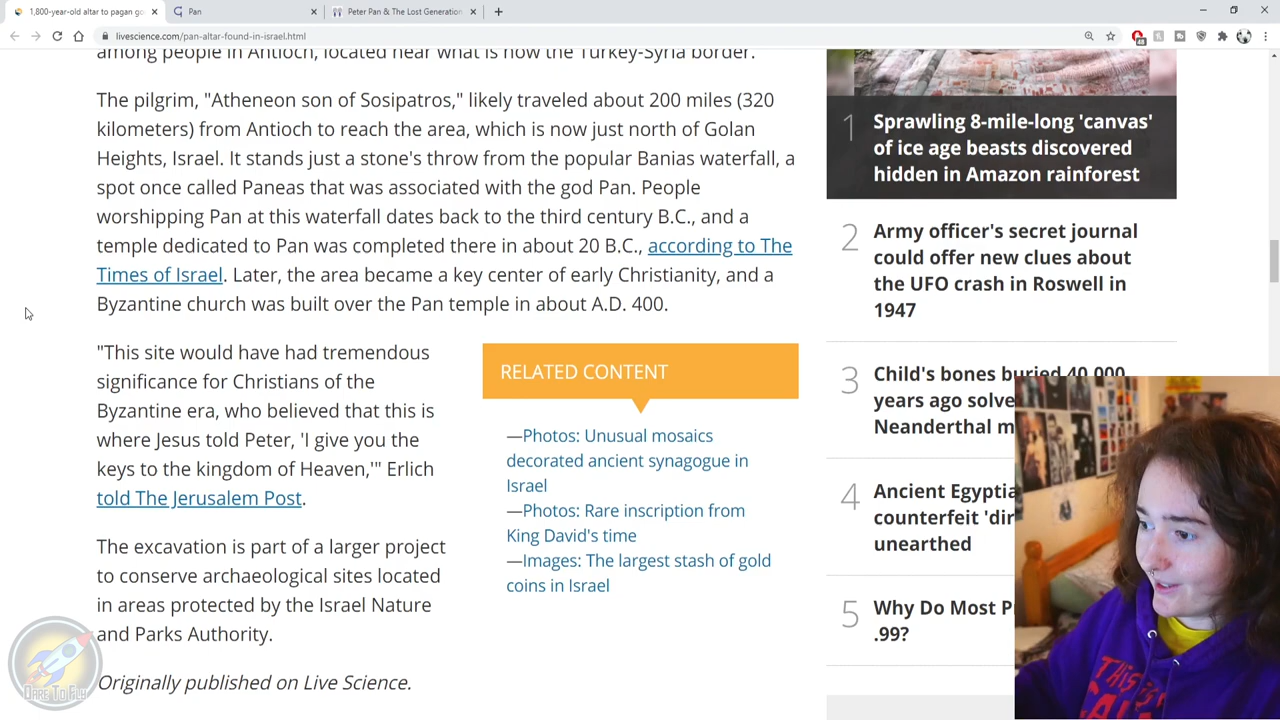 1,800-year-old altar to pagan go
Pan
Peter Pan & The Lost Generation
livescience.com/pan-altar-found-in-israel.html
48
among people in Antioch, located near what is now the Turkey-Syria border.
The pilgrim, "Atheneon son of Sosipatros," likely traveled about 200 miles (320
kilometers) from Antioch to reach the area, which is now just north of Golan
Heights, Israel. It stands just a stone's throw from the popular Banias waterfall, a
spot once called Paneas that was associated with the god Pan. People
worshipping Pan at this waterfall dates back to the third century B.C., and a
temple dedicated to Pan was completed there in about 20 B.C., according to The
Times of Israel. Later, the area became a key center of early Christianity, and a
Byzantine church was built over the Pan temple in about A.D. 400.
"This site would have had tremendous
significance for Christians of the
Byzantine era, who believed that this is
where Jesus told Peter, 'I give you the
keys to the kingdom of Heaven,'" Erlich
told The Jerusalem Post.
The excavation is part of a larger project
to conserve archaeological sites located
in areas protected by the Israel Nature
and Parks Authority.
Originally published on Live Science.
RELATED CONTENT
—Photos: Unusual mosaics
decorated ancient synagogue in
Israel
—Photos: Rare inscription from
King David's time
—Images: The largest stash of gold
coins in Israel
1 Sprawling 8-mile-long 'canvas'
of ice age beasts discovered
hidden in Amazon rainforest
2 Army officer's secret journal
could offer new clues about
the UFO crash in Roswell in
1947
3 Child's bones buried 40,000
years ago solve
Neanderthal m
4 Ancient Egyptia
counterfeit 'dir
unearthed
5 Why Do Most P
.99?
DARE TO FLY
THIS IS